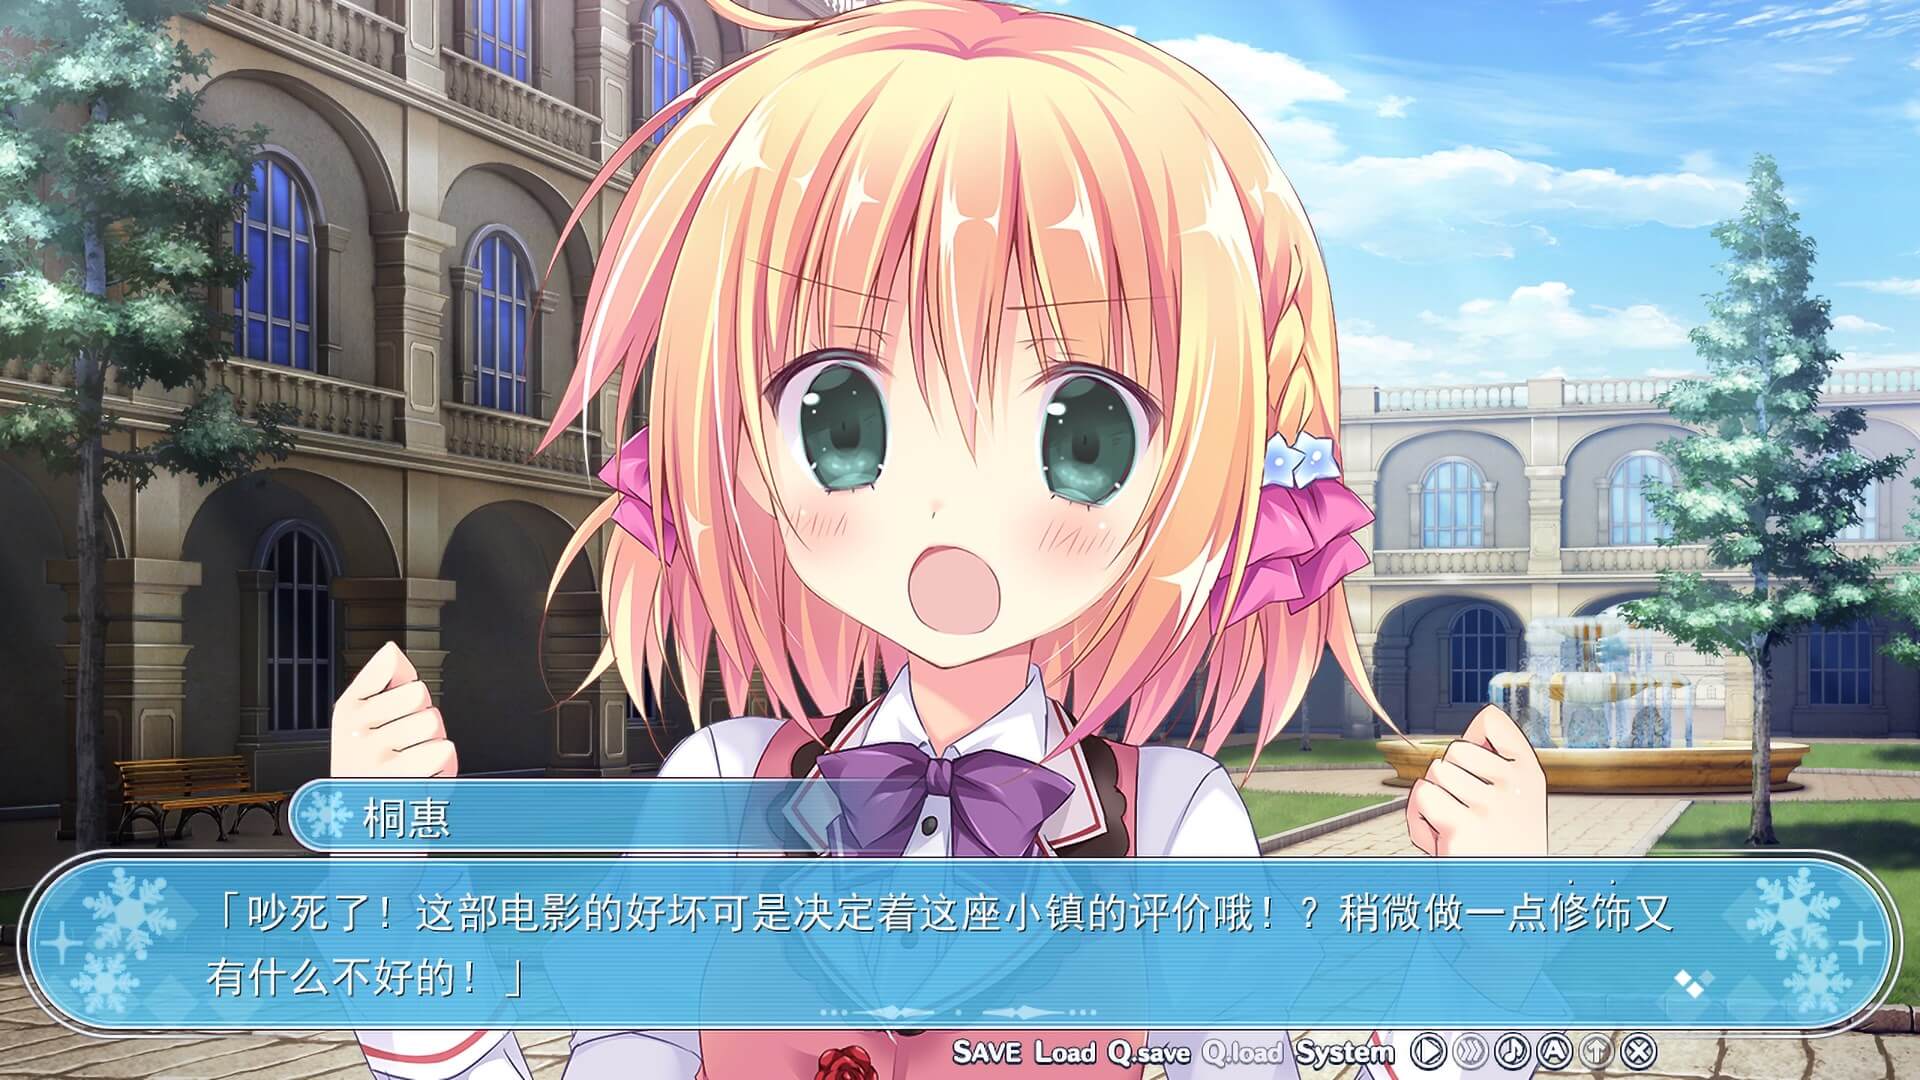 桐惠
「吵死了！这部电影的好坏可是决定着这座小镇的评价哦！？稍微做一点修饰又
有什么不好的！」
SAVE Load Q.save Q.load System